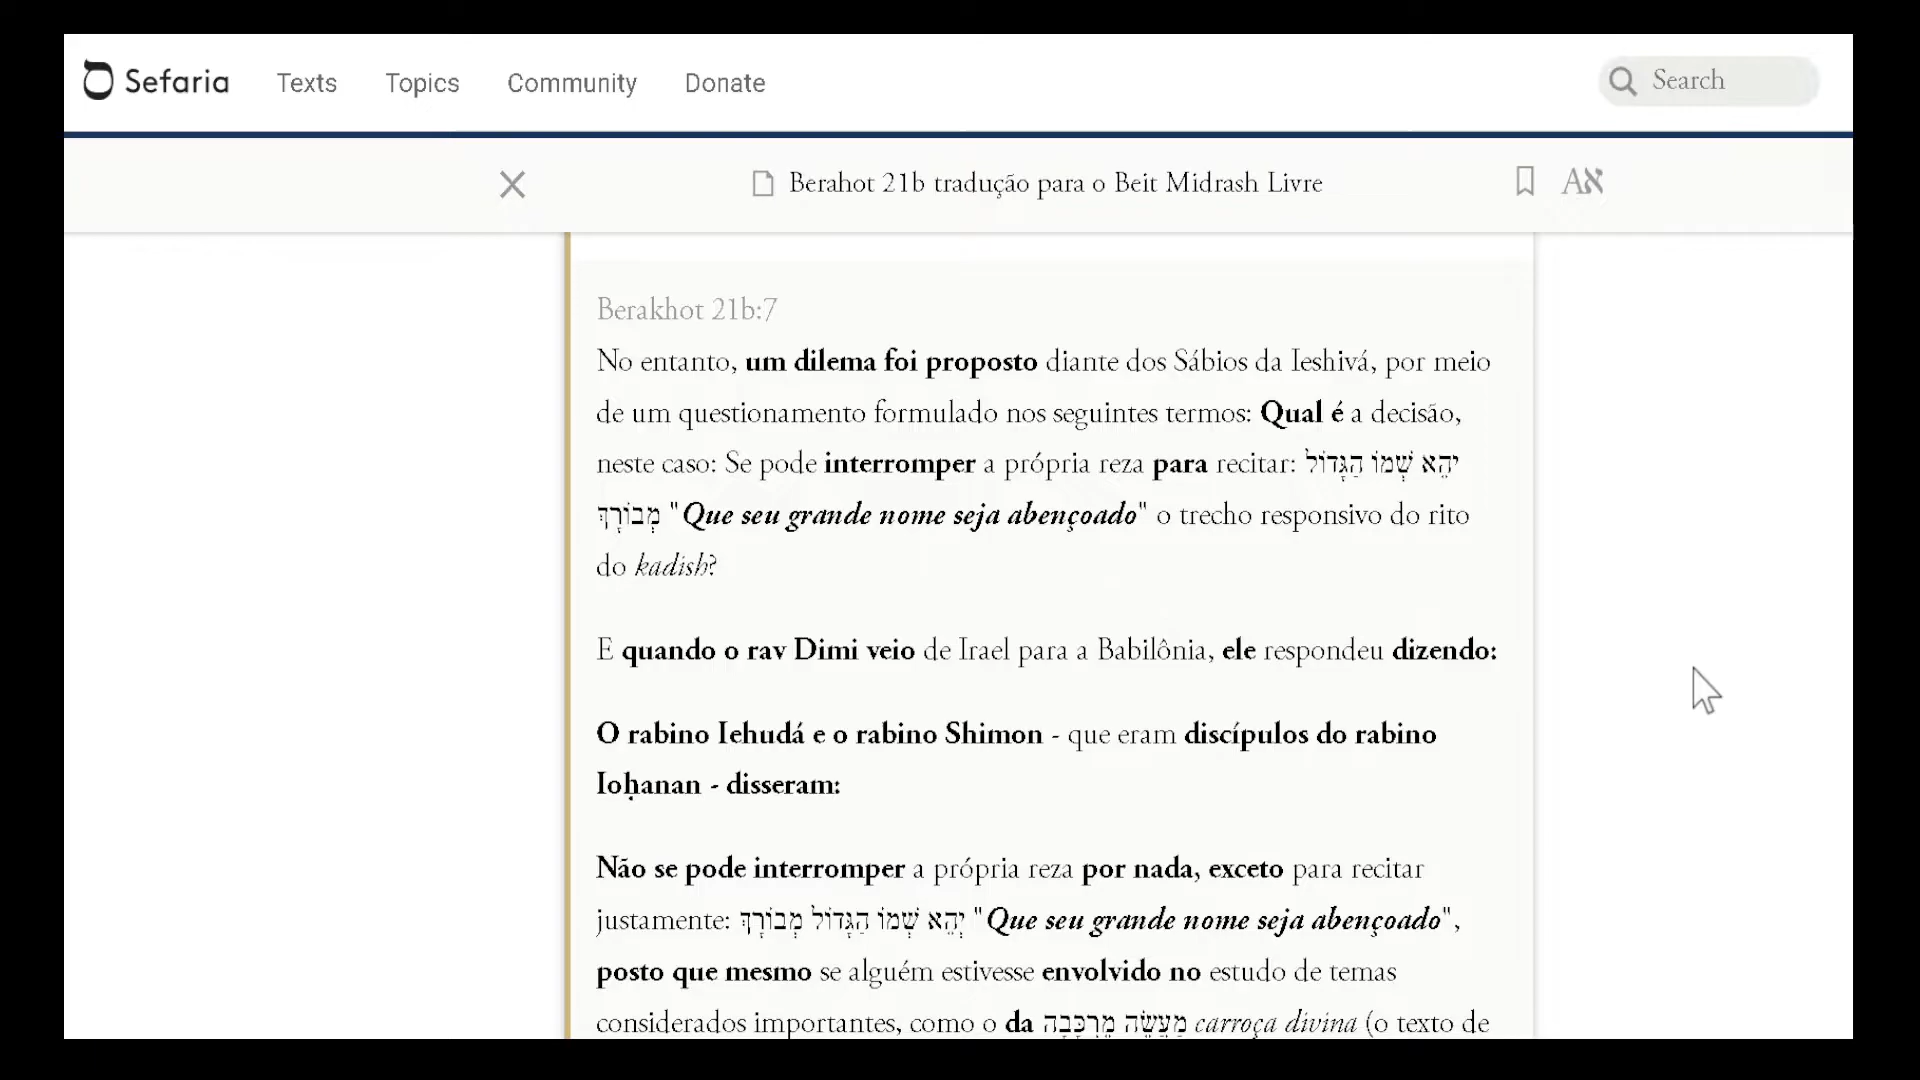 Sefaria Texts Topics Community Donate Search
Berahot 21b tradução para o Beit Midrash Livre Aא
Berakhot 21b:7
No entanto, um dilema foi proposto diante dos Sábios da Ieshivá, por meio
de um questionamento formulado nos seguintes termos: Qual é a decisão,
neste caso: Se pode interromper a própria reza para recitar: יְהֵא שְׁמוֹ הַגָּדוֹל
מְבוֹרָךְ "Que seu grande nome seja abençoado" o trecho responsivo do rito
do kadish?
E quando o rav Dimi veio de Irael para a Babilônia, ele respondeu dizendo:
O rabino Iehudá e o rabino Shimon - que eram discípulos do rabino
Ioḥanan - disseram:
Não se pode interromper a própria reza por nada, exceto para recitar
justamente: יְהֵא שְׁמוֹ הַגָּדוֹל מְבוֹרָךְ "Que seu grande nome seja abençoado",
posto que mesmo se alguém estivesse envolvido no estudo de temas
considerados importantes, como o da מַעֲשֵׂה מֶרְכָּבָה carroça divina (o texto de